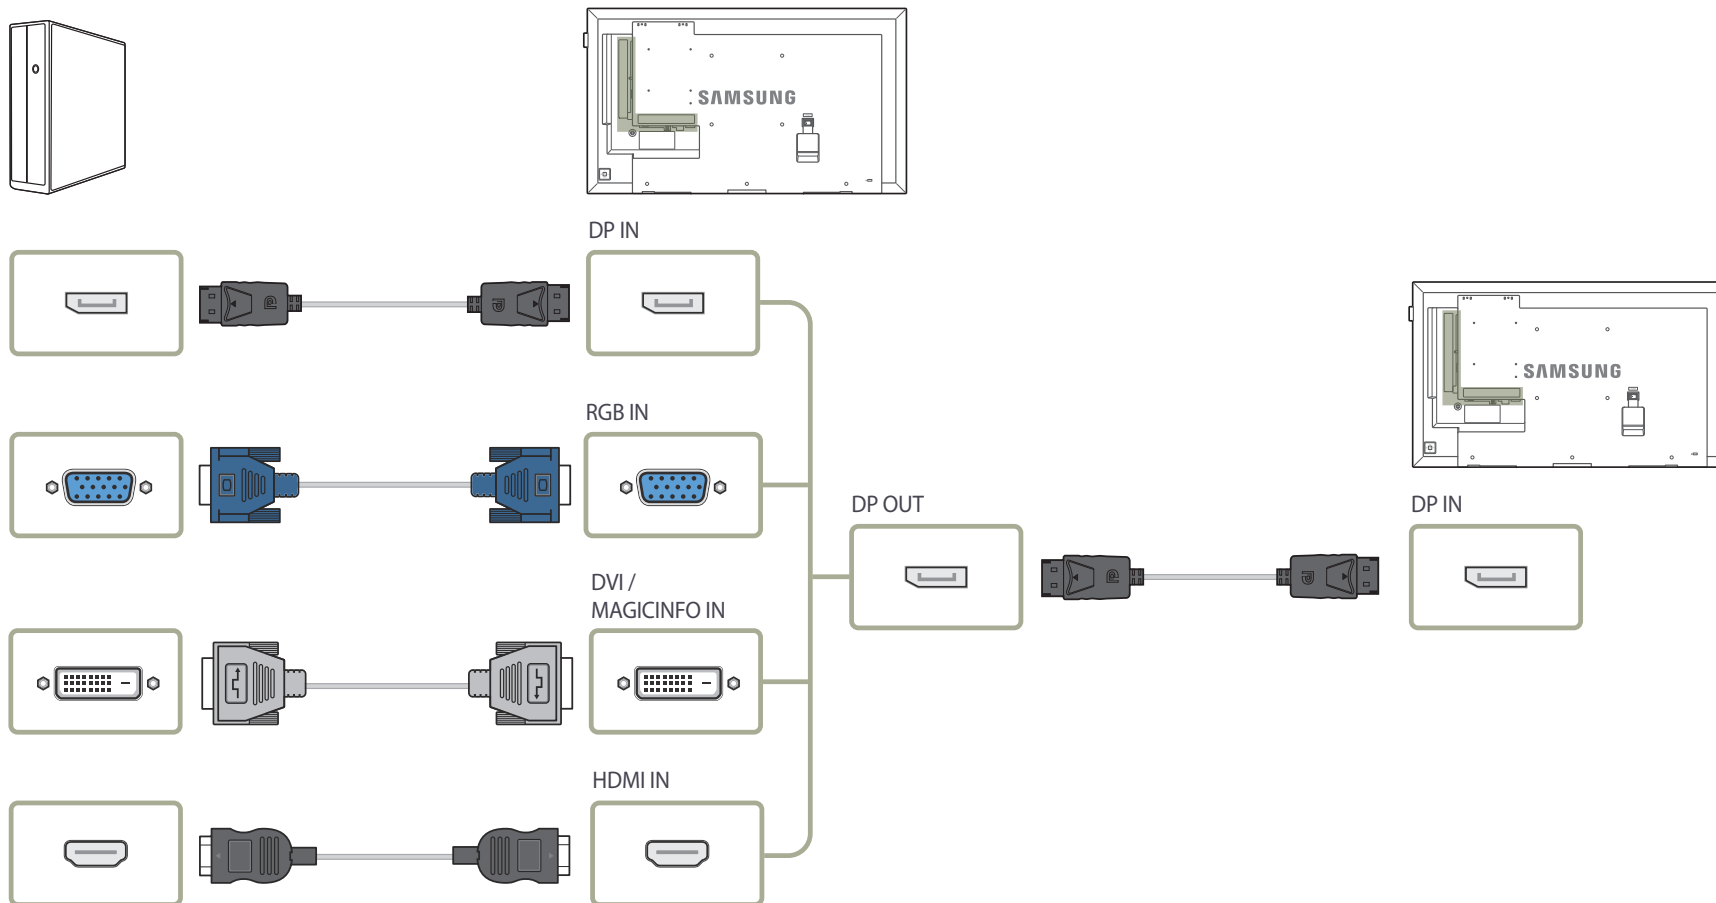 SAMSUNG
DP IN
SAMSUNG
RGB IN
DP OUT
DP IN
DVI /
MAGICINFO IN
HDMI IN